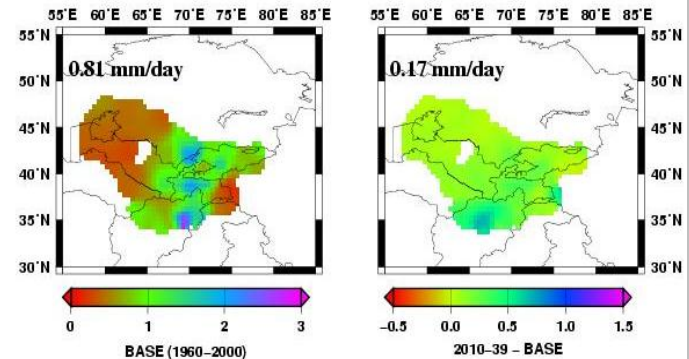 55°E 60°E 65°E 70°E 75°E 80°E 85°E
55°N
0.81 mm/day
50°N
45°N
40°N
35°N
30°N
0 1 2 3
BASE (1960–2000)
55°E 60°E 65°E 70°E 75°E 80°E 85°E
55°N
0.17 mm/day
50°N
45°N
40°N
35°N
30°N
−0.5 0.0 0.5 1.0 1.5
2010–39 − BASE